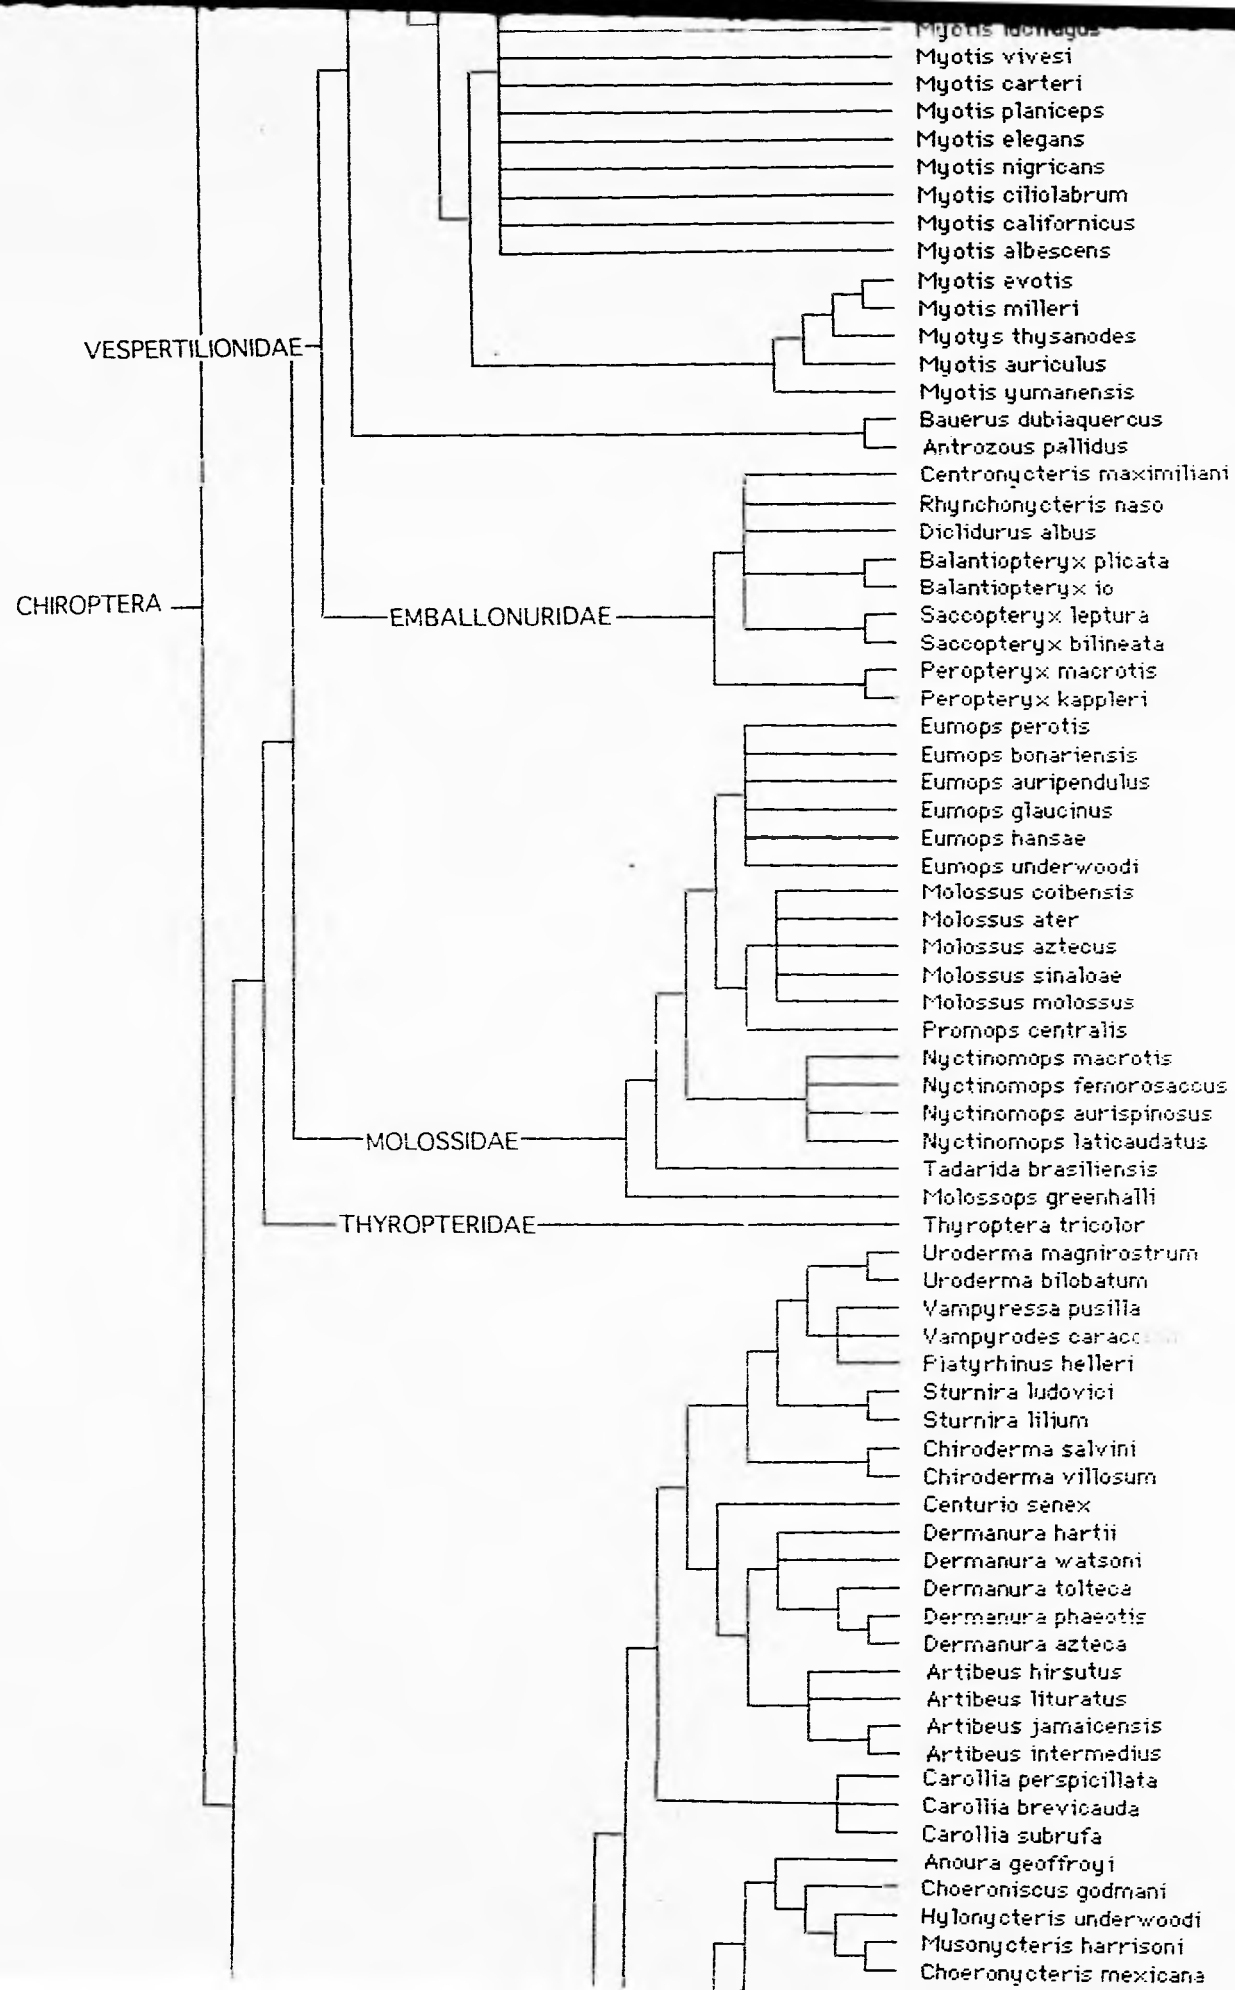 Myotis lucifugus
Myotis vivesi
Myotis carteri
Myotis planiceps
Myotis elegans
Myotis nigricans
Myotis ciliolabrum
Myotis californicus
Myotis albescens
Myotis evotis
Myotis milleri
Myotys thysanodes
VESPERTILIONIDAE
Myotis auriculus
Myotis yumanensis
Bauerus dubiaquercus
Antrozous pallidus
Centronycteris maximiliani
Rhynchonycteris naso
Diclidurus albus
Balantiopteryx plicata
Balantiopteryx io
CHIROPTERA
EMBALLONURIDAE
Saccopteryx leptura
Saccopteryx bilineata
Peropteryx macrotis
Peropteryx kappleri
Eumops perotis
Eumops bonariensis
Eumops auripendulus
Eumops glaucinus
Eumops hansae
Eumops underwoodi
Molossus coibensis
Molossus ater
Molossus aztecus
Molossus sinaloae
Molossus molossus
Promops centralis
Nyctinomops macrotis
Nyctinomops femorosaccus
Nyctinomops aurispinosus
MOLOSSIDAE
Nyctinomops laticaudatus
Tadarida brasiliensis
Molossops greenhalli
THYROPTERIDAE
Thyroptera tricolor
Uroderma magnirostrum
Uroderma bilobatum
Vampyressa pusilla
Vampyrodes
Platyrhinus helleri
Sturnira ludovici
Sturnira lilium
Chiroderma salvini
Chiroderma villosum
Centurio senex
Dermanura hartii
Dermanura watsoni
Dermanura tolteca
Dermanura phaeotis
Dermanura azteca
Artibeus hirsutus
Artibeus lituratus
Artibeus jamaicensis
Artibeus intermedius
Carollia perspicillata
Carollia brevicauda
Carollia subrufa
Anoura geoffroyi
Choeroniscus godmani
Hylonycteris underwoodi
Musonycteris harrisoni
Choeronycteris mexicana